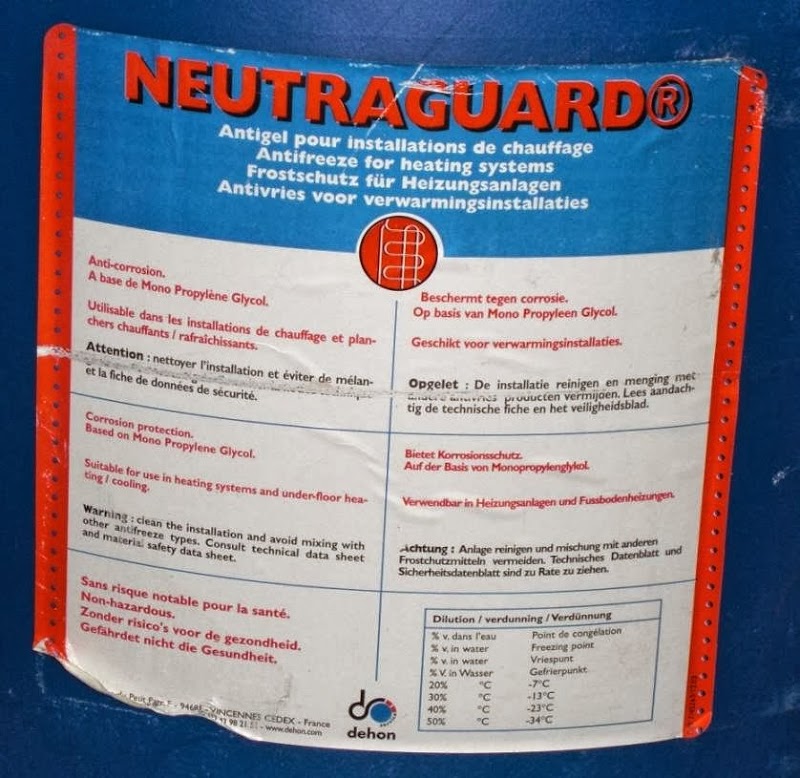 NEUTRAGUARD®
Antigel pour installations de chauffage
Antifreeze for heating systems
Frostschutz für Heizungsanlagen
Antivries voor verwarmingsinstallaties
Anti-corrosion.
A base de Mono Propylène Glycol.
Utilisable dans les installations de chauffage et plan-
chers chauffants / rafraîchissants.
Attention : nettoyer l'installation et éviter de mélan-
et la fiche de données de sécurité.
Beschermt tegen corrosie.
Op basis van Mono Propyleen Glycol.
Geschikt voor verwarmingsinstallaties.
Opgelet : De installatie reinigen en menging met
andere antivries producten vermijden. Lees aandach-
tig de technische fiche en het veiligheidsblad.
Corrosion protection.
Based on Mono Propylene Glycol.
Suitable for use in heating systems and under-floor hea-
ting / cooling.
Warning : clean the installation and avoid mixing with
other antifreeze types. Consult technical data sheet
and material safety data sheet.
Bietet Korrosionsschutz.
Auf der Basis von Monopropylenglykol.
Verwendbar in Heizungsanlagen und Fussbodenheizungen.
Achtung : Anlage reinigen und mischung mit anderen
Frostchutzmitteln vermeiden. Technisches Datenblatt und
Sicherheitsdatenblatt sind zu Rate zu ziehen.
Sans risque notable pour la santé.
Non-hazardous.
Zonder risico's voor de gezondheid.
Gefährdet nicht die Gesundheit.
Dilution / verdunning / Verdünnung
% v. dans l'eau Point de congélation
% v. in water Freezing point
% v. in water Vriespunt
% V. in Wasser Gefrierpunkt
20% °C -7°C
30% °C -13°C
40% °C -23°C
50% °C -34°C
VINCENNES CEDEX - France
www.dehon.com
dehon